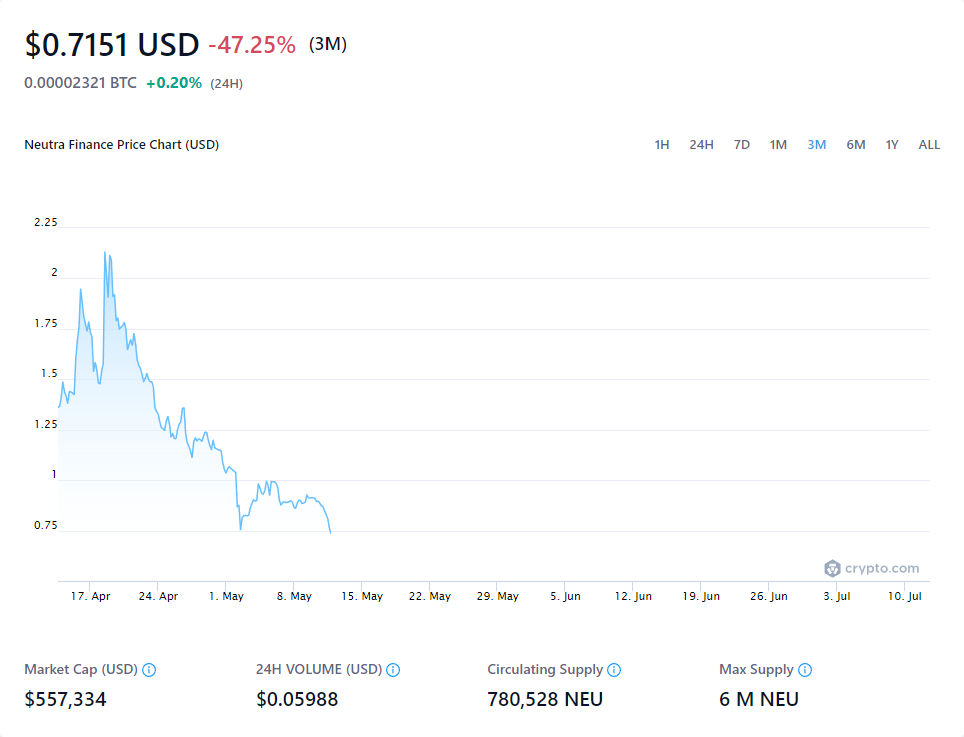 $0.7151 USD -47.25% (3M)
0.00002321 BTC +0.20% (24H)
Neutra Finance Price Chart (USD) 1H 24H 7D 1M 3M 6M 1Y ALL
2.25
2
1.75
1.5
1.25
1
0.75
crypto.com
17. Apr 24. Apr 1. May 8. May 15. May 22. May 29. May 5. Jun 12. Jun 19. Jun 26. Jun 3. Jul 10. Jul
Market Cap (USD) 24H VOLUME (USD) Circulating Supply Max Supply
$557,334 $0.05988 780,528 NEU 6 M NEU